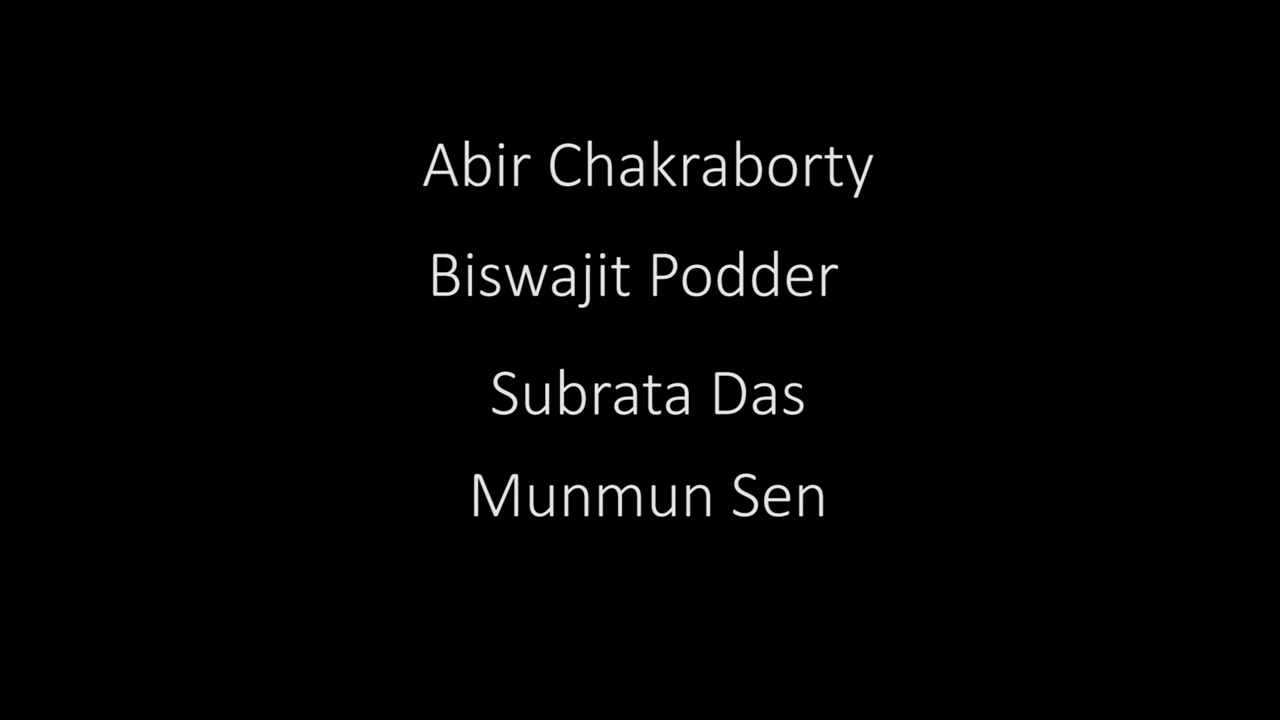 Abir Chakraborty
Biswajit Podder
Subrata Das
Munmun Sen